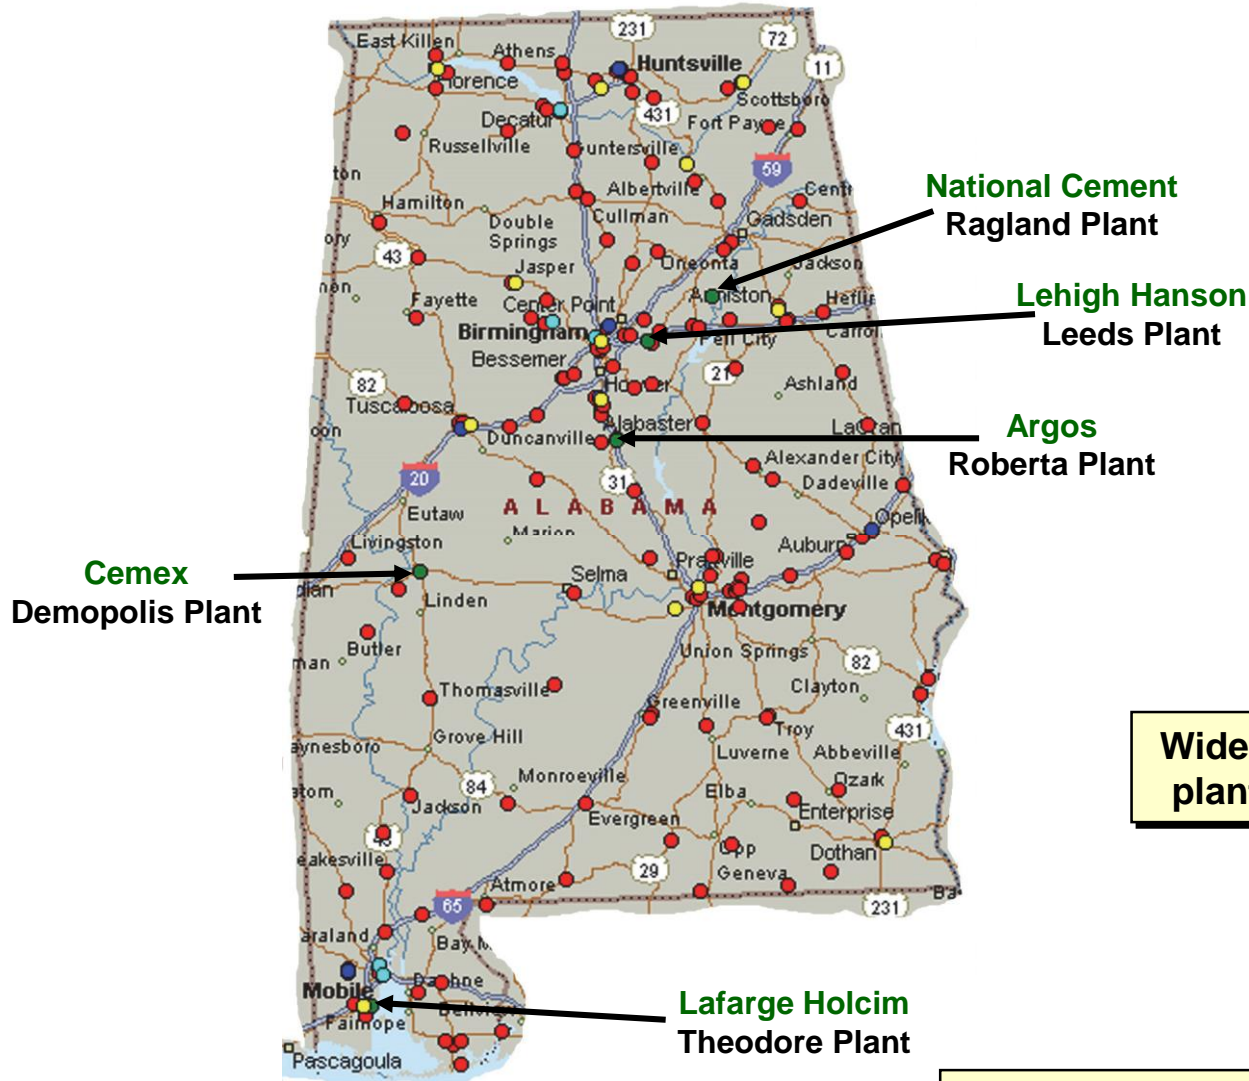 231
72
East Killen
Athens
Huntsville
11
Florence
Scottsboro
431
Decatur
Fort Payne
Russellville
Guntersville
59
National Cement
Ragland Plant
Albertville
Hamilton
Cullman
Double
Springs
Gadsden
43
Oneonta
Jackson
Jasper
Anniston
Lehigh Hanson
Leeds Plant
Fayette
Center Point
Heflin
Birmingham
Pell City
Bessemer
82
21
Ashland
Hoover
Tuscaloosa
Argos
Roberta Plant
Alabaster
Duncanville
Alexander City
20
31
Dadeville
ALABAMA
Eutaw
Marion
Livingston
Auburn
Prattville
Cemex
Demopolis Plant
Selma
Linden
Montgomery
Butler
Union Springs
82
Clayton
Thomasville
Greenville
Troy
431
Grove Hill
Luverne
Abbeville
Wide
plant
Monroeville
84
Elba
Ozark
Jackson
Evergreen
Enterprise
Opp
Dothan
29
Geneva
Atmore
65
231
Mobile
Daphne
Lafarge Holcim
Theodore Plant
Fairhope
Pascagoula